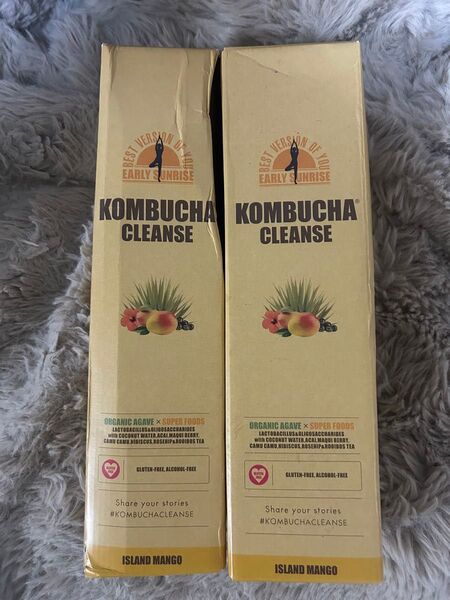 BEST VERSION OF YOU
EARLY SUNRISE
KOMBUCHA
CLEANSE
ORGANIC AGAVE × SUPER FOODS
LACTOBACILLUS&OLIGOSACCHARIDES
with COCONUT WATER,ACAI,MAQUI BERRY,
CAMU CAMU,HIBISCUS,ROSEHIP&ROOIBOS TEA
GLUTEN-FREE, ALCOHOL-FREE
Share your stories
#KOMBUCHACLEANSE
ISLAND MANGO
BEST VERSION OF YOU
EARLY SUNRISE
KOMBUCHA®
CLEANSE
ORGANIC AGAVE × SUPER FOODS
LACTOBACILLUS&OLIGOSACCHARIDES
with COCONUT WATER,ACAI,MAQUI BERRY,
CAMU CAMU,HIBISCUS,ROSEHIP&ROOIBOS TEA
GLUTEN-FREE, ALCOHOL-FREE
Share your stories
#KOMBUCHACLEANSE
ISLAND MANGO